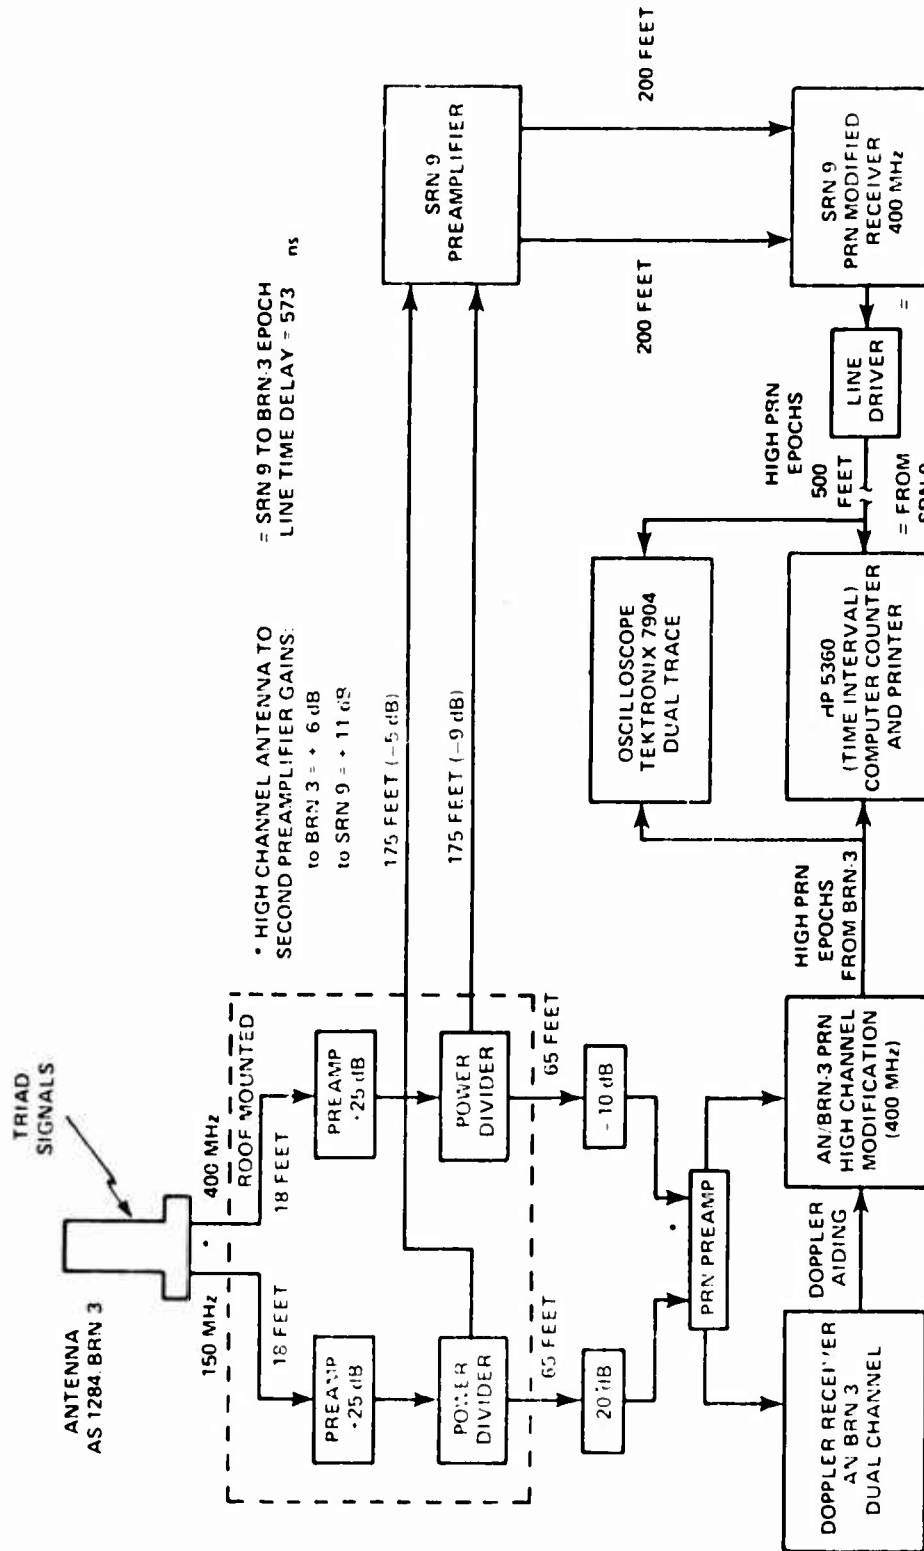 TRIAD
SIGNALS
ANTENNA
AS 1284. BRN 3
150 MHz
*
400 MHz
18 FEET
18 FEET
ROOF MOUNTED
PREAMP
+25 dB
PREAMP
+25 dB
POWER
DIVIDER
POWER
DIVIDER
65 FEET
65 FEET
20 dB
-10 dB
PRN PREAMP
*
DOPPLER RECEIVER
AN BRN 3
DUAL CHANNEL
DOPPLER
AIDING
AN/BRN-3 PRN
HIGH CHANNEL
MODIFICATION
(400 MHz)
* HIGH CHANNEL ANTENNA TO
SECOND PREAMPLIFIER GAINS:
to BRN 3 = + 6 dB
to SRN 9 = + 11 dB
= SRN 9 TO BRN-3 EPOCH
LINE TIME DELAY = 573 ns
175 FEET (-5 dB)
175 FEET (-9 dB)
SRN 9
PREAMPLIFIER
200 FEET
200 FEET
HIGH PRN
EPOCHS
FROM BRN-3
OSCILLOSCOPE
TEKTRONIX 7904
DUAL TRACE
HP 5360
(TIME INTERVAL)
COMPUTER COUNTER
AND PRINTER
HIGH PRN
EPOCHS
500
FEET
= FROM
LINE
DRIVER
=
SRN 9
PRN MODIFIED
RECEIVER
400 MHz